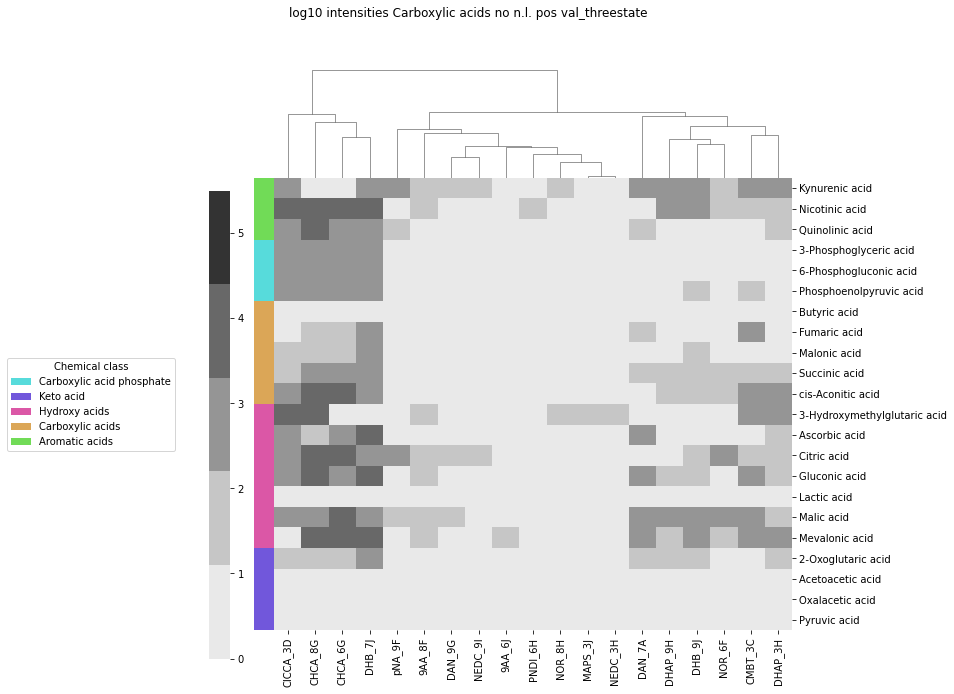 log10 intensities Carboxylic acids no n.l. pos val_threestate
Kynurenic acid
Nicotinic acid
Quinolinic acid
3-Phosphoglyceric acid
6-Phosphogluconic acid
Phosphoenolpyruvic acid
Butyric acid
Fumaric acid
Malonic acid
Succinic acid
cis-Aconitic acid
3-Hydroxymethylglutaric acid
Ascorbic acid
Citric acid
Gluconic acid
Lactic acid
Malic acid
Mevalonic acid
2-Oxoglutaric acid
Acetoacetic acid
Oxalacetic acid
Pyruvic acid
5
4
3
2
1
0
Chemical class
Carboxylic acid phosphate
Keto acid
Hydroxy acids
Carboxylic acids
Aromatic acids
ClCCA_3D
CHCA_8G
CHCA_6G
DHB_7J
pNA_9F
9AA_8F
DAN_9G
NEDC_9I
9AA_6J
PNDI_6H
NOR_8H
MAPS_3J
NEDC_3H
DAN_7A
DHAP_9H
DHB_9J
NOR_6F
CMBT_3C
DHAP_3H